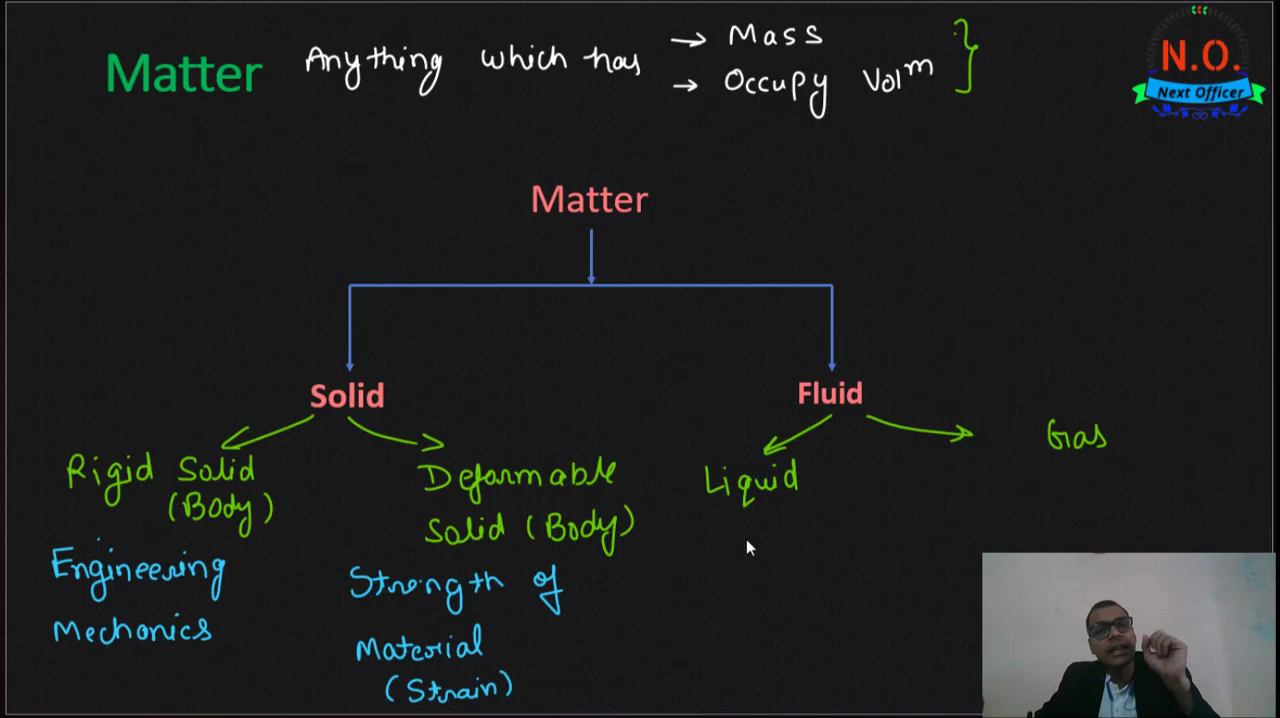 Matter Anything which has → Mass
→ Occupy Volm
N.O.
Next Officer
Matter
Solid
Fluid
Rigid Solid
(Body)
Deformable
Solid (Body)
Liquid
Gas
Engineering
Mechanics
Strength of
Material
(Strain)